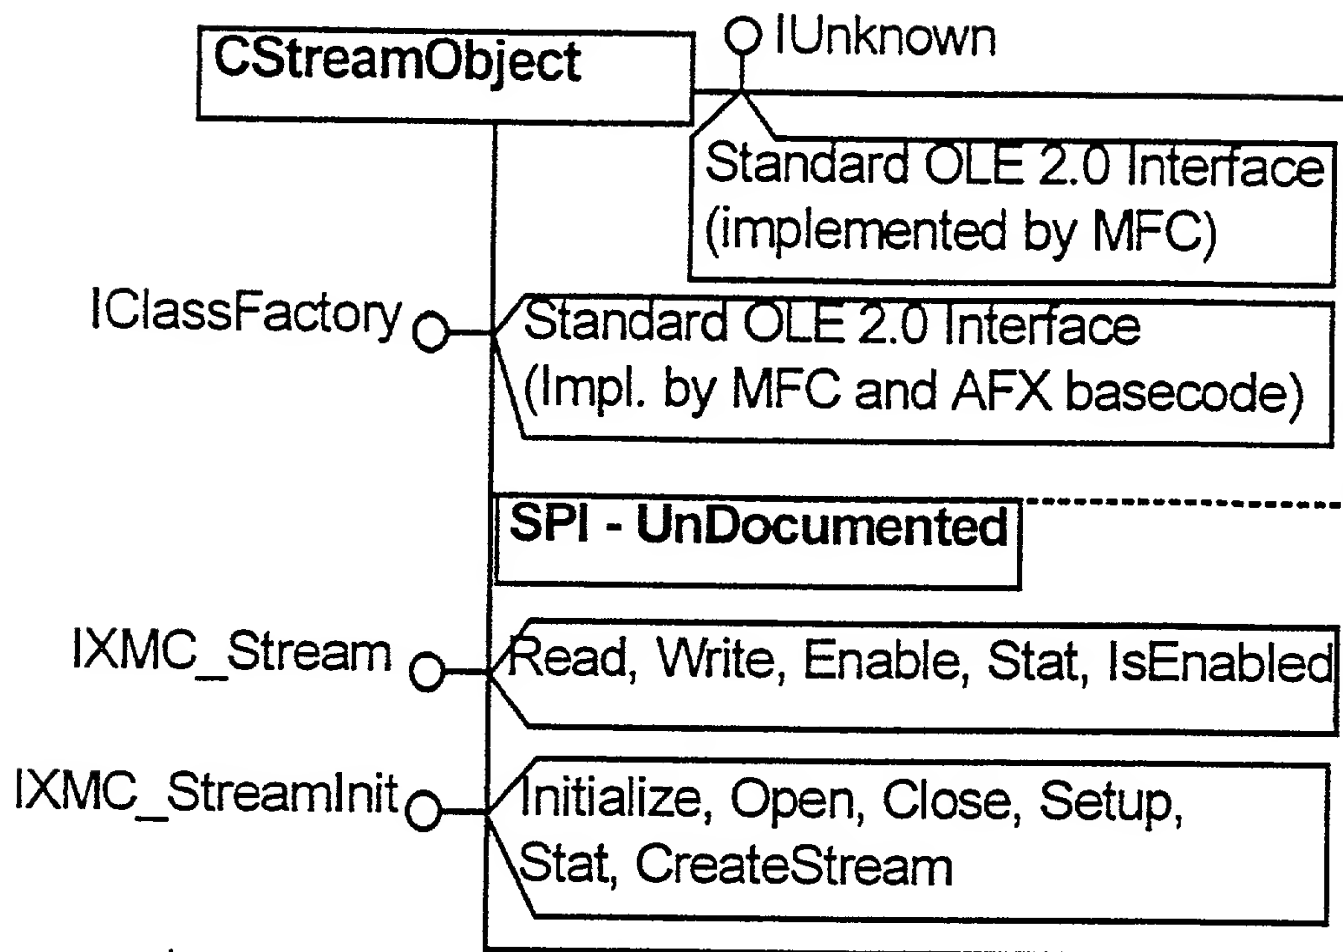 CStreamObject
IUnknown
Standard OLE 2.0 Interface
(implemented by MFC)
IClassFactory
Standard OLE 2.0 Interface
(Impl. by MFC and AFX basecode)
SPI - UnDocumented
IXMC_Stream
Read, Write, Enable, Stat, IsEnabled
IXMC_StreamInit
Initialize, Open, Close, Setup,
Stat, CreateStream